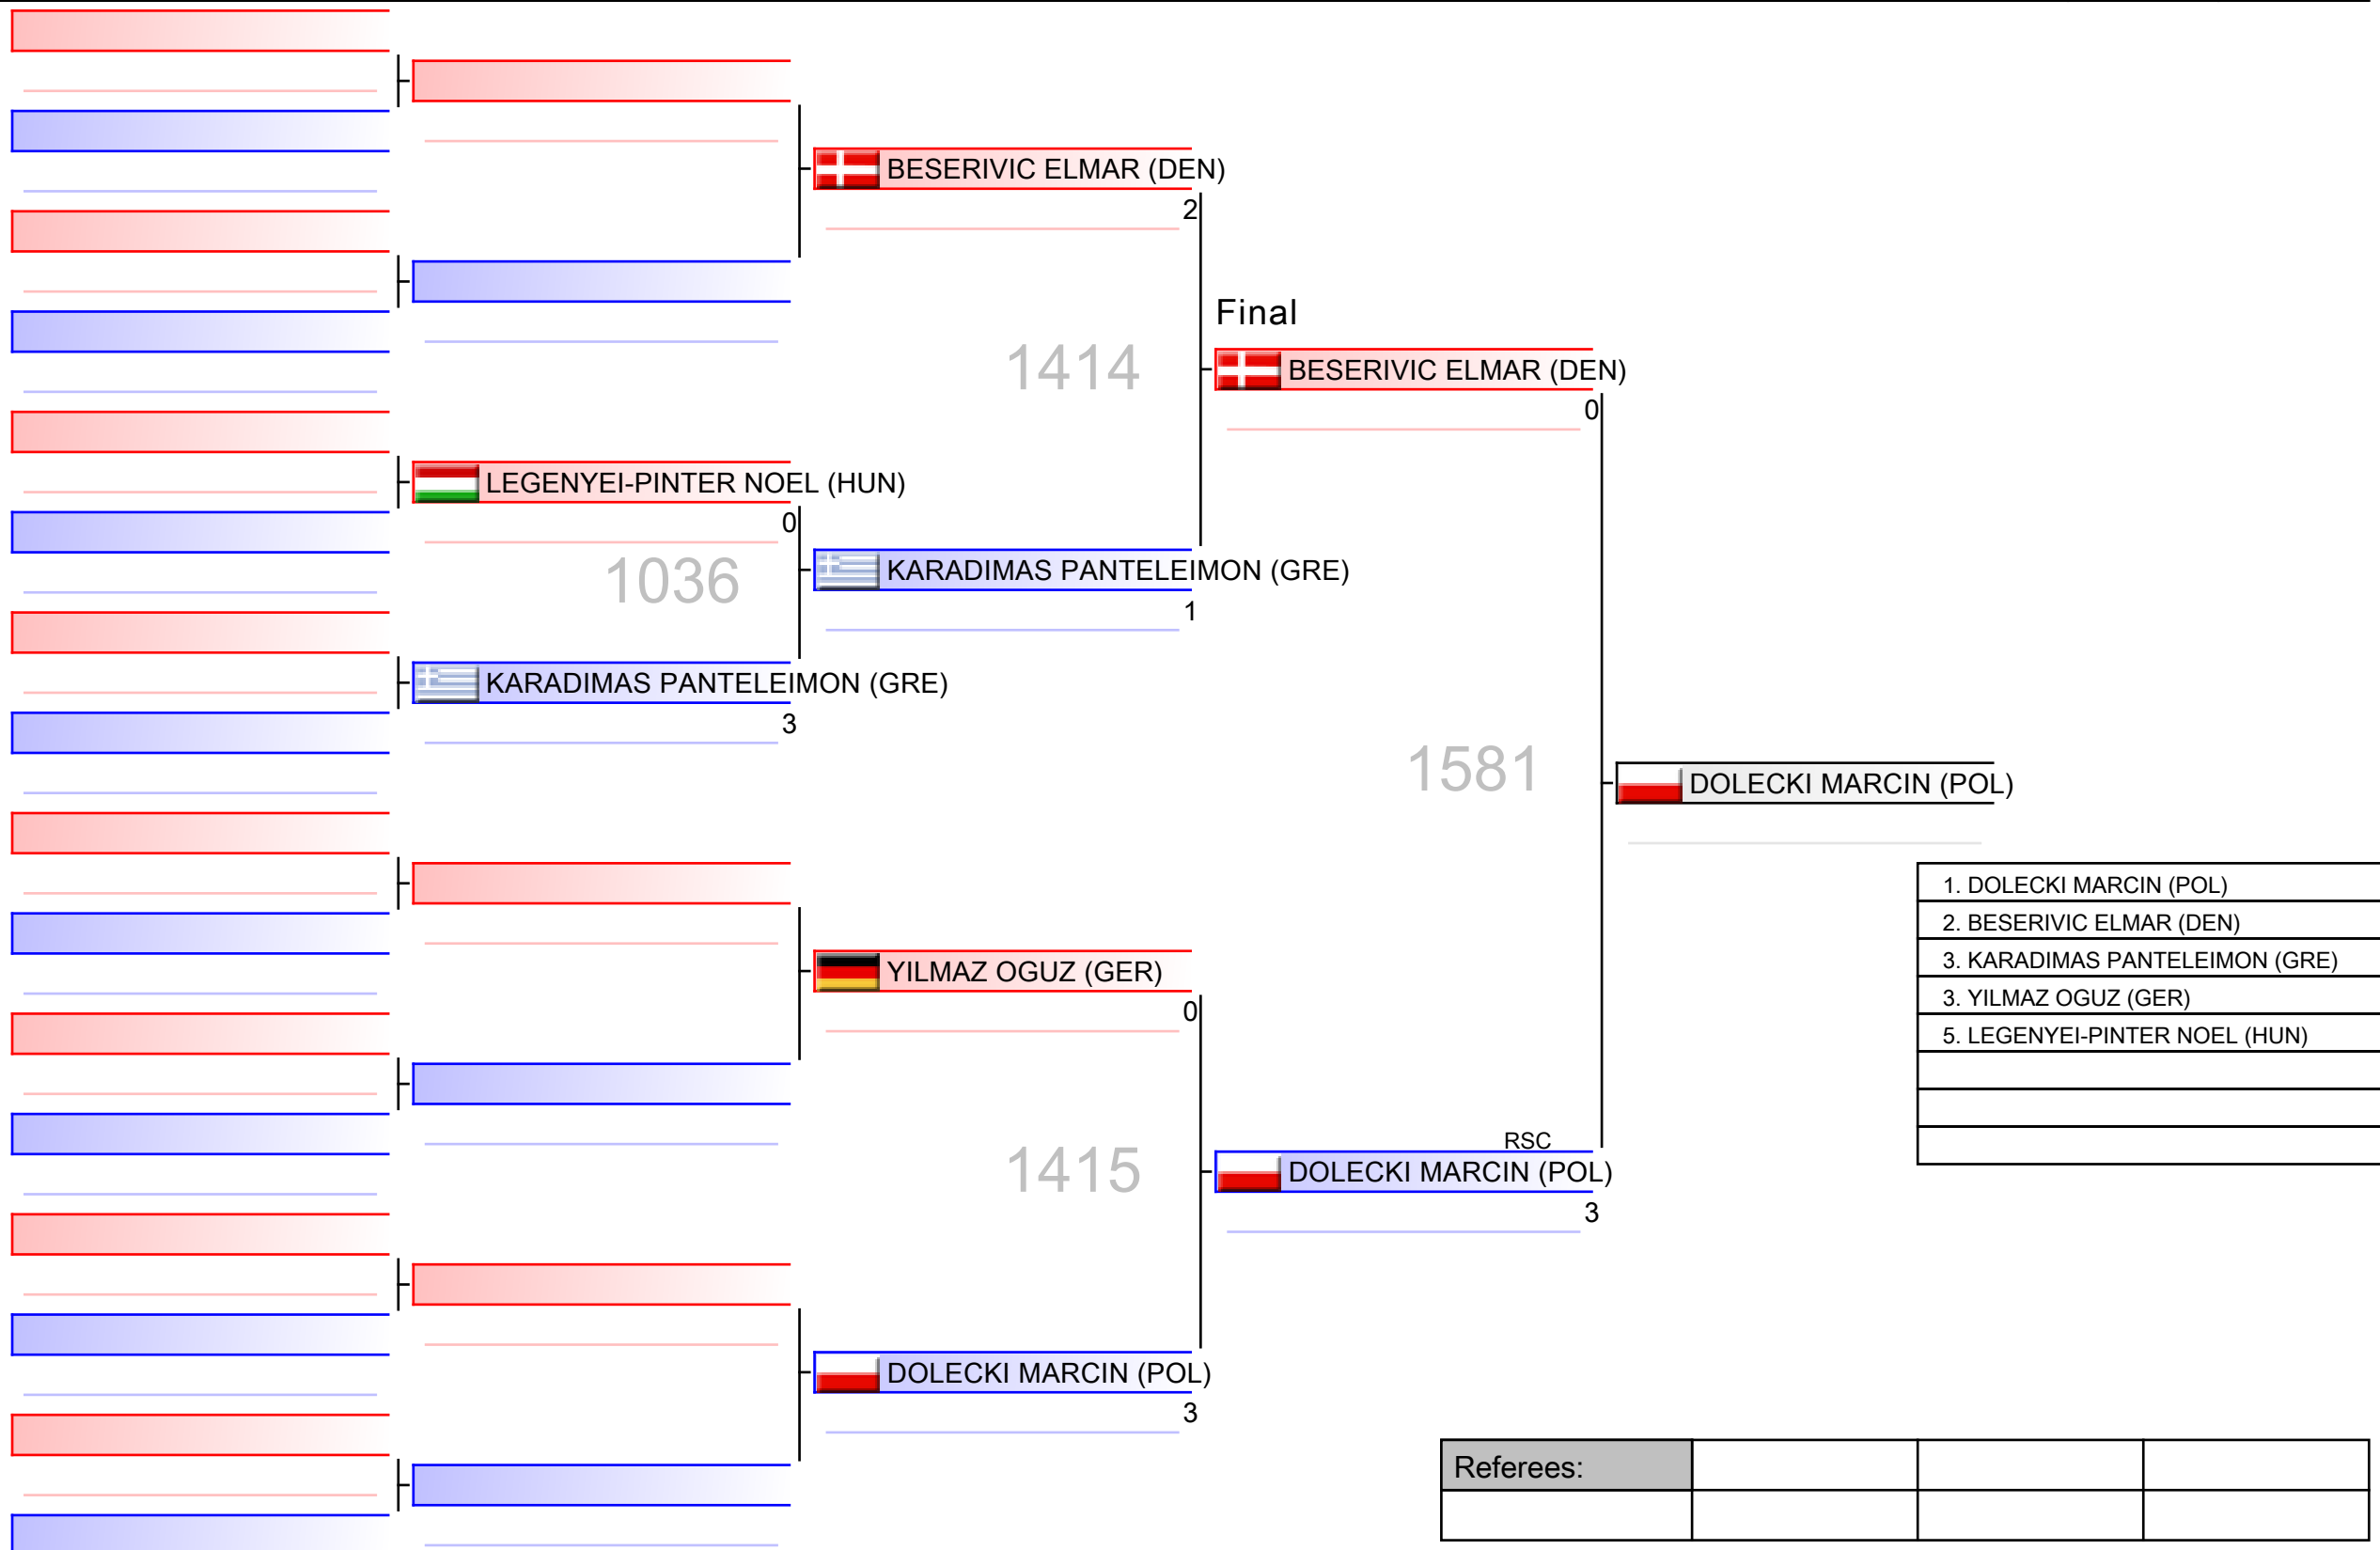 BESERIVIC ELMAR (DEN)
2
Final
1414
BESERIVIC ELMAR (DEN)
0
LEGENYEI-PINTER NOEL (HUN)
0
1036
KARADIMAS PANTELEIMON (GRE)
1
KARADIMAS PANTELEIMON (GRE)
3
1581
DOLECKI MARCIN (POL)
1. DOLECKI MARCIN (POL)
2. BESERIVIC ELMAR (DEN)
3. KARADIMAS PANTELEIMON (GRE)
3. YILMAZ OGUZ (GER)
5. LEGENYEI-PINTER NOEL (HUN)
YILMAZ OGUZ (GER)
0
1415
RSC
DOLECKI MARCIN (POL)
3
DOLECKI MARCIN (POL)
3
Referees: